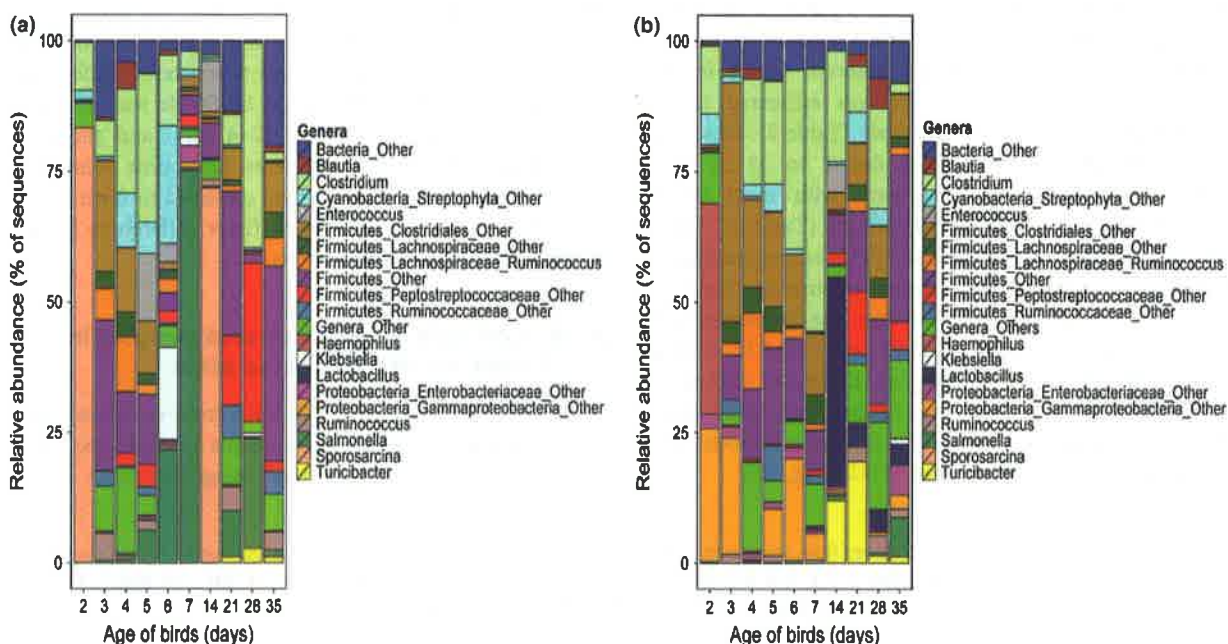 (a)
100
75
50
25
0
Relative abundance (% of sequences)
2 3 4 5 6 7 14 21 28 35
Age of birds (days)
Genera
Bacteria_Other
Blautia
Clostridium
Cyanobacteria_Streptophyta_Other
Enterococcus
Firmicutes_Clostridiales_Other
Firmicutes_Lachnospiraceae_Other
Firmicutes_Lachnospiraceae_Ruminococcus
Firmicutes_Other
Firmicutes_Peptostreptococcaceae_Other
Firmicutes_Ruminococcaceae_Other
Genera_Other
Haemophilus
Klebsiella
Lactobacillus
Proteobacteria_Enterobacteriaceae_Other
Proteobacteria_Gammaproteobacteria_Other
Ruminococcus
Salmonella
Sporosarcina
Turicibacter
(b)
100
75
50
25
0
Relative abundance (% of sequences)
2 3 4 5 6 7 14 21 28 35
Age of birds (days)
Genera
Bacteria_Other
Blautia
Clostridium
Cyanobacteria_Streptophyta_Other
Enterococcus
Firmicutes_Clostridiales_Other
Firmicutes_Lachnospiraceae_Other
Firmicutes_Lachnospiraceae_Ruminococcus
Firmicutes_Other
Firmicutes_Peptostreptococcaceae_Other
Firmicutes_Ruminococcaceae_Other
Genera_Others
Haemophilus
Klebsiella
Lactobacillus
Proteobacteria_Enterobacteriaceae_Other
Proteobacteria_Gammaproteobacteria_Other
Ruminococcus
Salmonella
Sporosarcina
Turicibacter